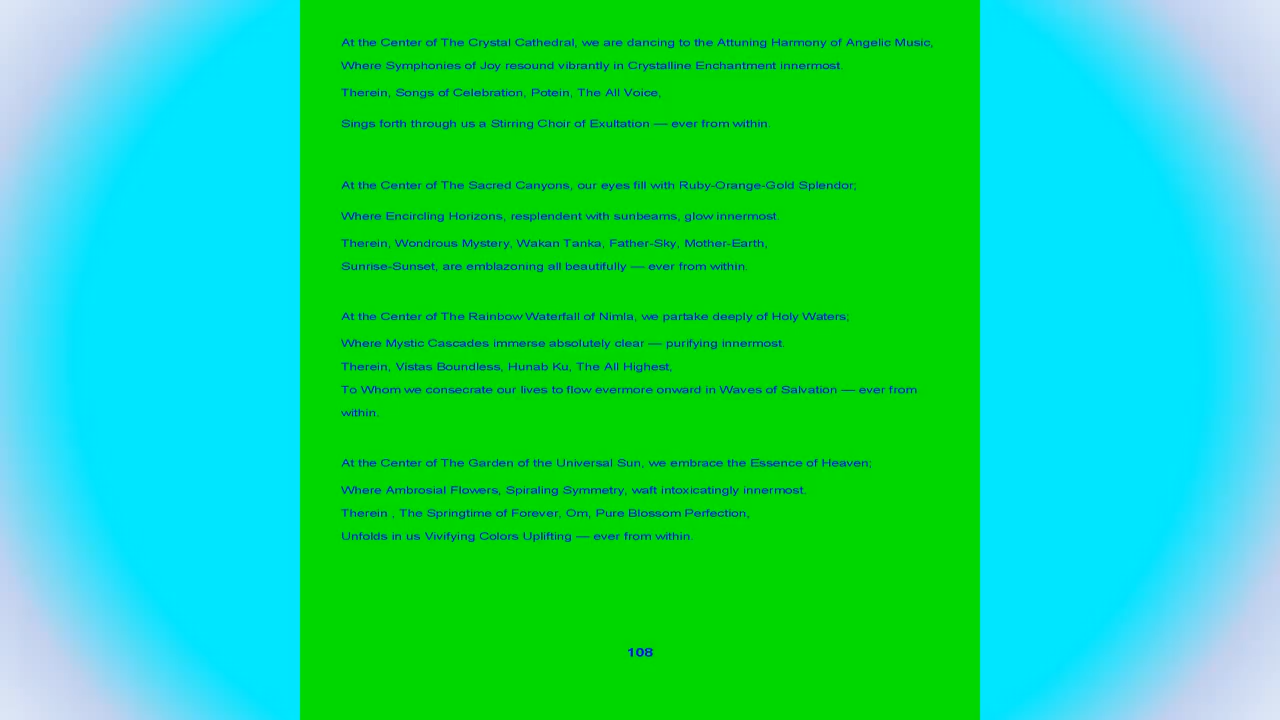 At the Center of The Crystal Cathedral, we are dancing to the Attuning Harmony of Angelic Music,
Where Symphonies of Joy resound vibrantly in Crystalline Enchantment innermost.
Therein, Songs of Celebration, Potein, The All Voice,
Sings forth through us a Stirring Choir of Exultation — ever from within.
At the Center of The Sacred Canyons, our eyes fill with Ruby-Orange-Gold Splendor;
Where Encircling Horizons, resplendent with sunbeams, glow innermost.
Therein, Wondrous Mystery, Wakan Tanka, Father-Sky, Mother-Earth,
Sunrise-Sunset, are emblazoning all beautifully — ever from within.
At the Center of The Rainbow Waterfall of Nimla, we partake deeply of Holy Waters;
Where Mystic Cascades immerse absolutely clear — purifying innermost.
Therein, Vistas Boundless, Hunab Ku, The All Highest,
To Whom we consecrate our lives to flow evermore onward in Waves of Salvation — ever from
within.
At the Center of The Garden of the Universal Sun, we embrace the Essence of Heaven;
Where Ambrosial Flowers, Spiraling Symmetry, waft intoxicatingly innermost.
Therein , The Springtime of Forever, Om, Pure Blossom Perfection,
Unfolds in us Vivifying Colors Uplifting — ever from within.
108